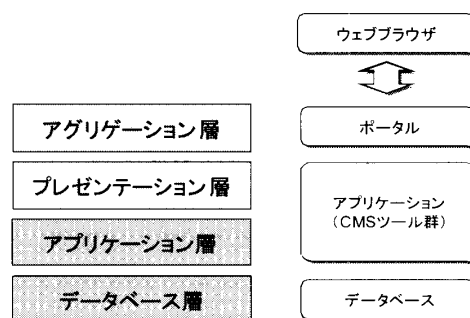 ウェブブラウザ
アグリゲーション層
ポータル
プレゼンテーション層
アプリケーション
（CMSツール群）
アプリケーション層
データベース層
データベース